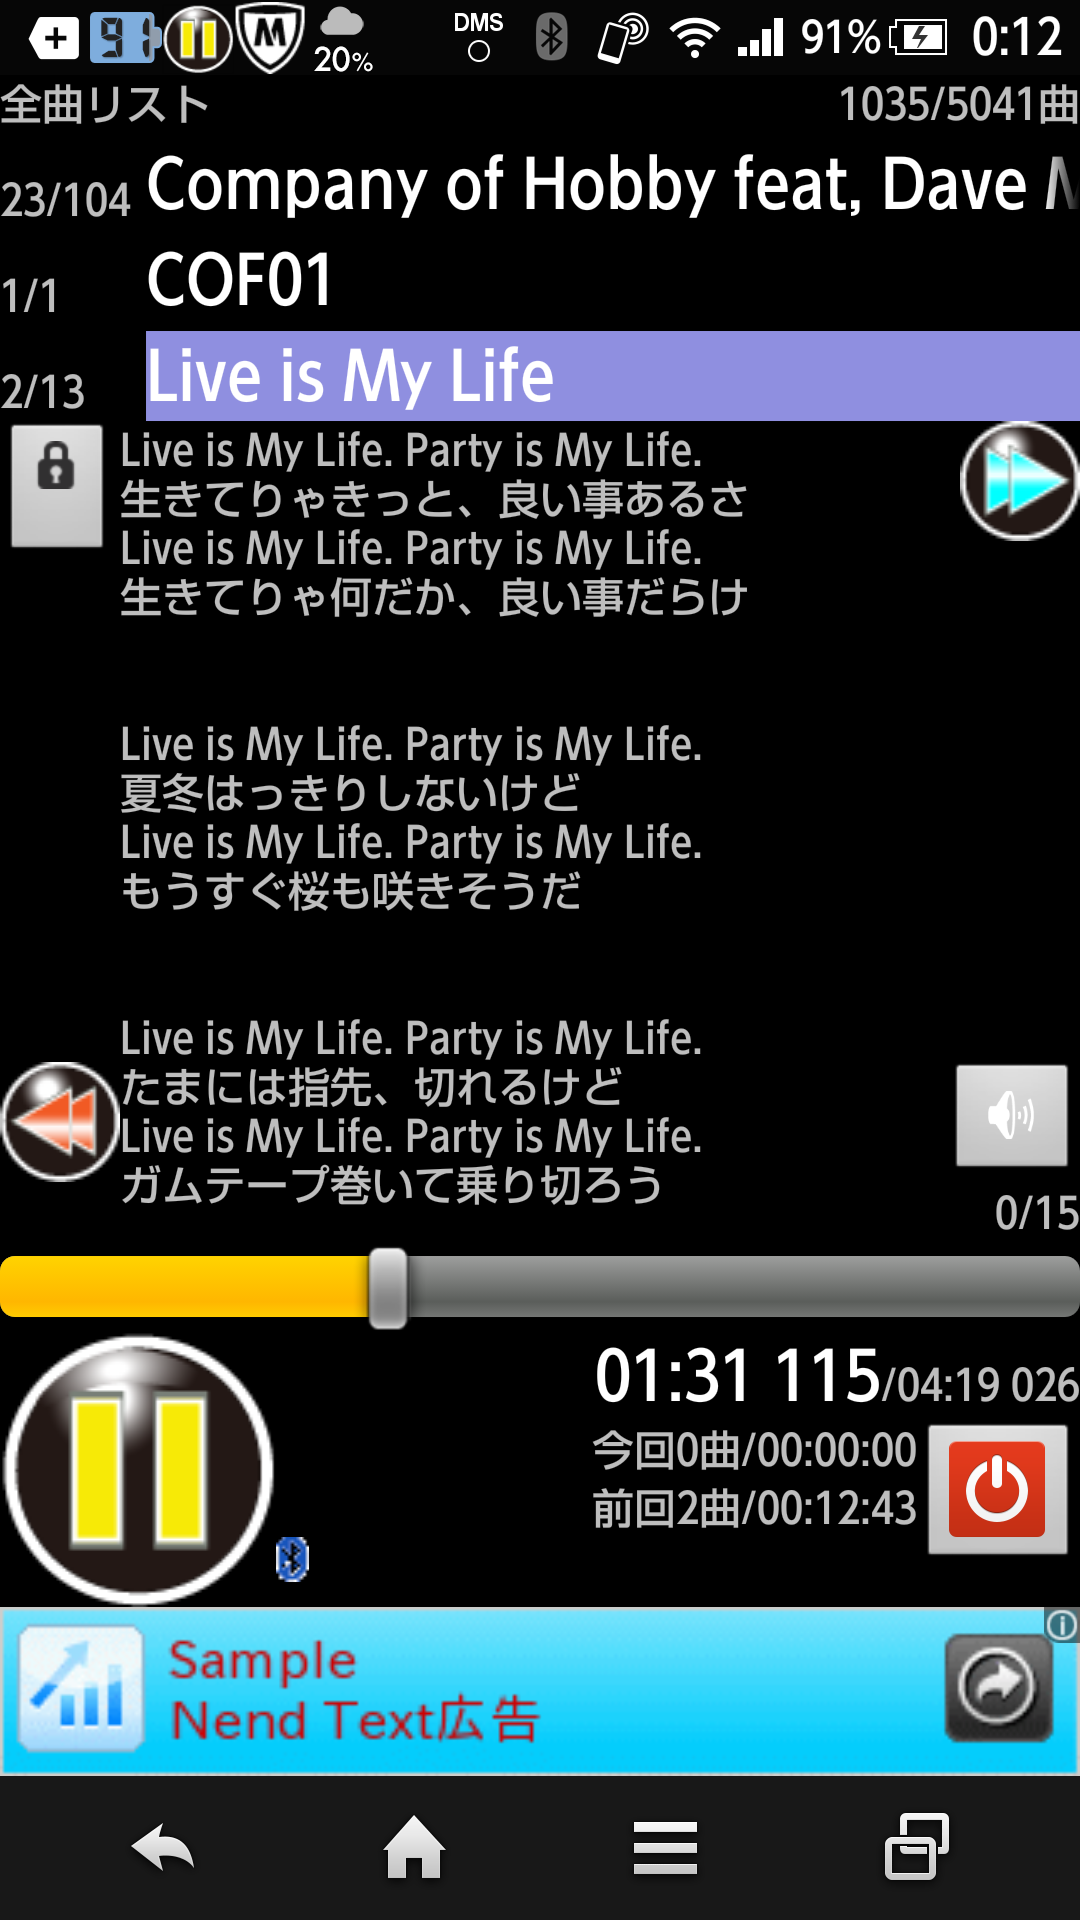 91
20%
DMS
91%
0:12
全曲リスト
1035/5041曲
23/104
Company of Hobby feat, Dave
1/1
COF01
2/13
Live is My Life
Live is My Life. Party is My Life.
生きてりゃきっと、良い事あるさ
Live is My Life. Party is My Life.
生きてりゃ何だか、良い事だらけ
Live is My Life. Party is My Life.
夏冬はっきりしないけど
Live is My Life. Party is My Life.
もうすぐ桜も咲きそうだ
Live is My Life. Party is My Life.
たまには指先、切れるけど
Live is My Life. Party is My Life.
ガムテープ巻いて乗り切ろう
0/15
01:31 115/04:19 026
今回0曲/00:00:00
前回2曲/00:12:43
Sample
Nend Text広告